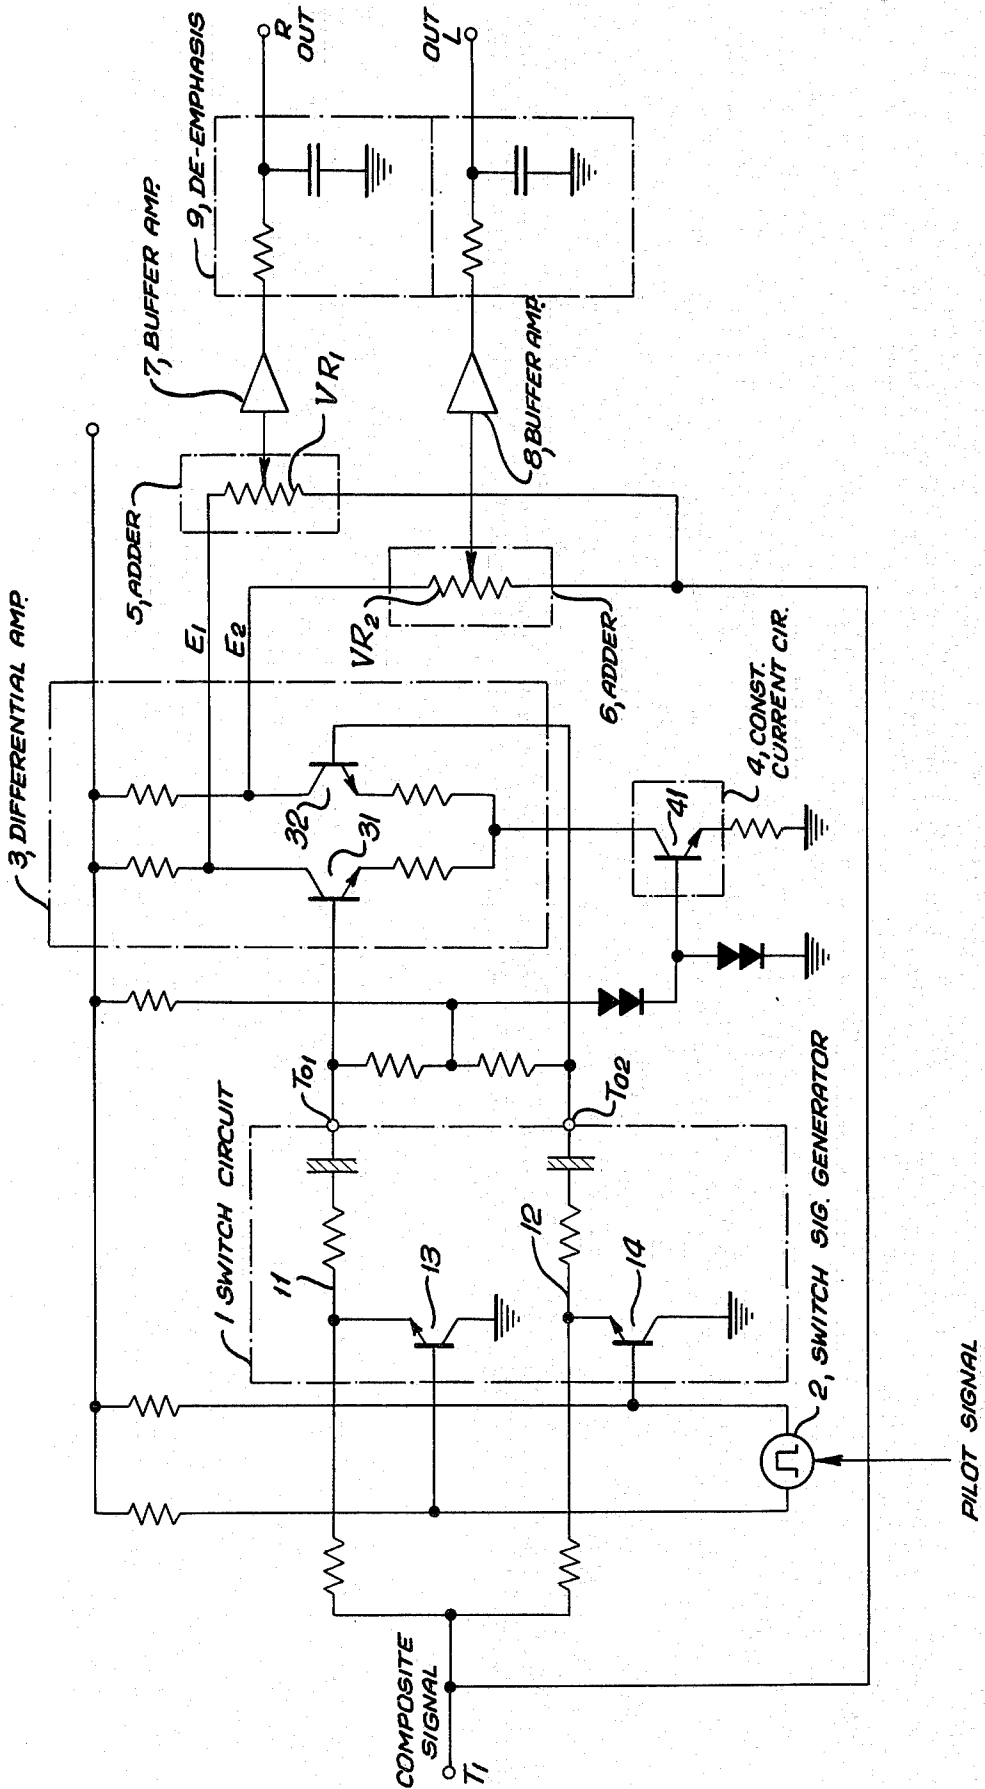 3, DIFFERENTIAL AMP.
1 SWITCH CIRCUIT
5, ADDER
7, BUFFER AMP.
9, DE-EMPHASIS
R
OUT
OUT
L
VR1
E1
E2
VR2
8, BUFFER AMP.
6, ADDER
32
31
T01
T02
11
12
13
14
41
4, CONST.
CURRENT CIR.
2, SWITCH SIG. GENERATOR
COMPOSITE
SIGNAL
T1
PILOT SIGNAL